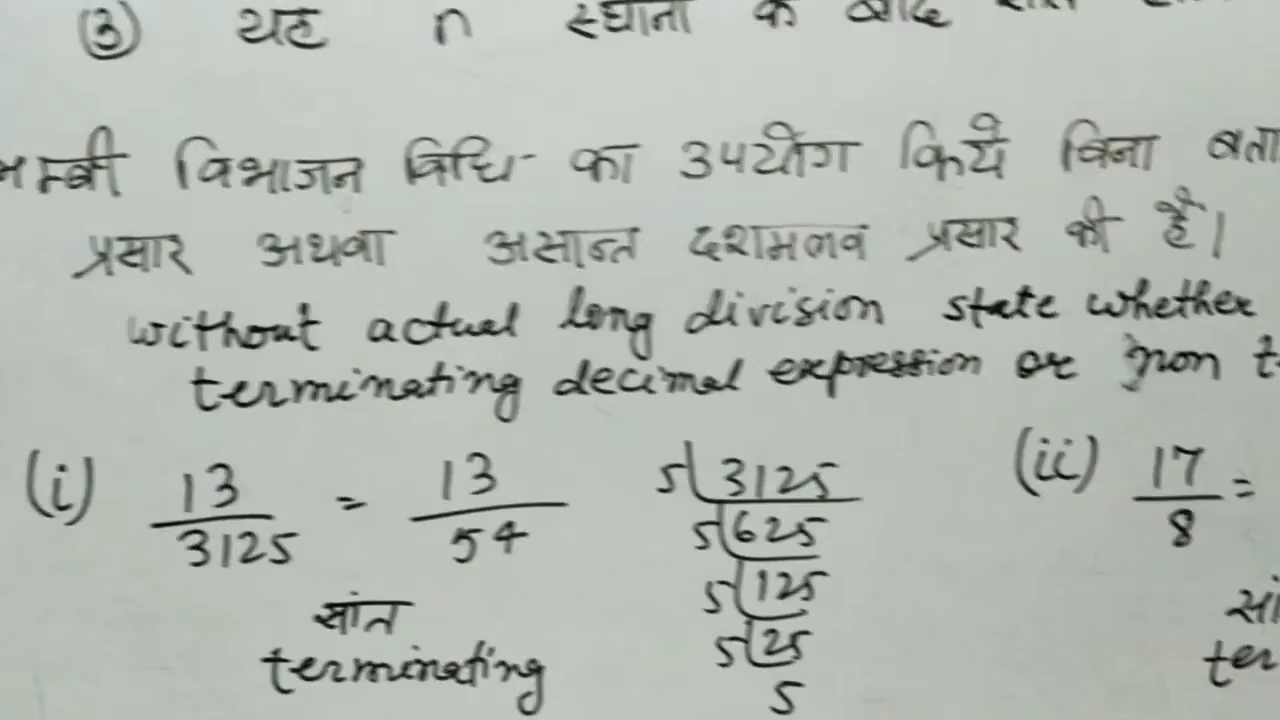 ③ यह n स्थानों के बाद
लम्बी विभाजन विधि का उपयोग किये बिना बता
प्रसार अथवा असान्त दशमलव प्रसार की है।
without actual long division state whether
terminating decimal expression or non t
(i) 13/3125 = 13/5⁴ 5 3125 (ii) 17/8 =
5 625
5 125
5 25
5
सांत सां
terminating ter